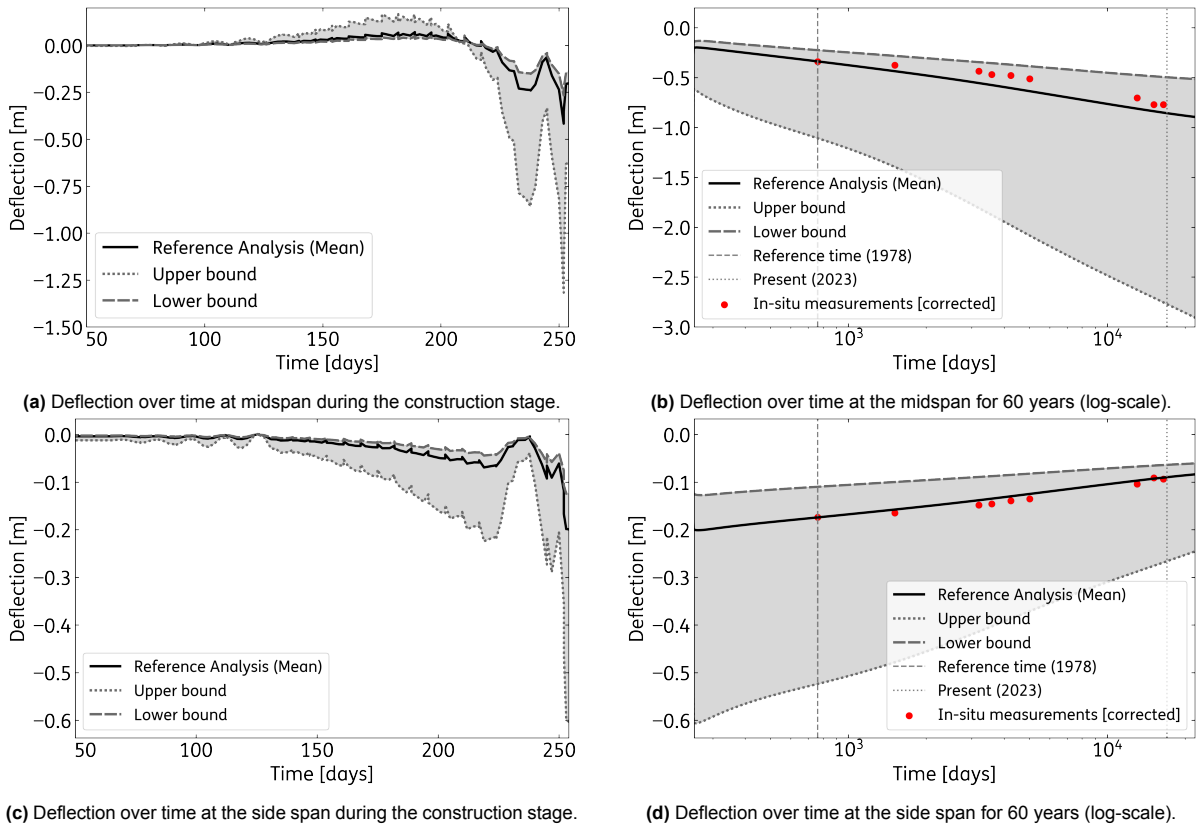 0.00
−0.25
−0.50
−0.75
−1.00
−1.25
−1.50
Deflection [m]
Reference Analysis (Mean)
Upper bound
Lower bound
50
100
150
200
250
Time [days]
(a) Deflection over time at midspan during the construction stage.
0.0
−0.5
−1.0
−1.5
−2.0
−2.5
−3.0
Deflection [m]
Reference Analysis (Mean)
Upper bound
Lower bound
Reference time (1978)
Present (2023)
In-situ measurements [corrected]
10³
10⁴
Time [days]
(b) Deflection over time at the midspan for 60 years (log-scale).
0.0
−0.1
−0.2
−0.3
−0.4
−0.5
−0.6
Deflection [m]
Reference Analysis (Mean)
Upper bound
Lower bound
50
100
150
200
250
Time [days]
(c) Deflection over time at the side span during the construction stage.
0.0
−0.1
−0.2
−0.3
−0.4
−0.5
−0.6
Deflection [m]
Reference Analysis (Mean)
Upper bound
Lower bound
Reference time (1978)
Present (2023)
In-situ measurements [corrected]
10³
10⁴
Time [days]
(d) Deflection over time at the side span for 60 years (log-scale).